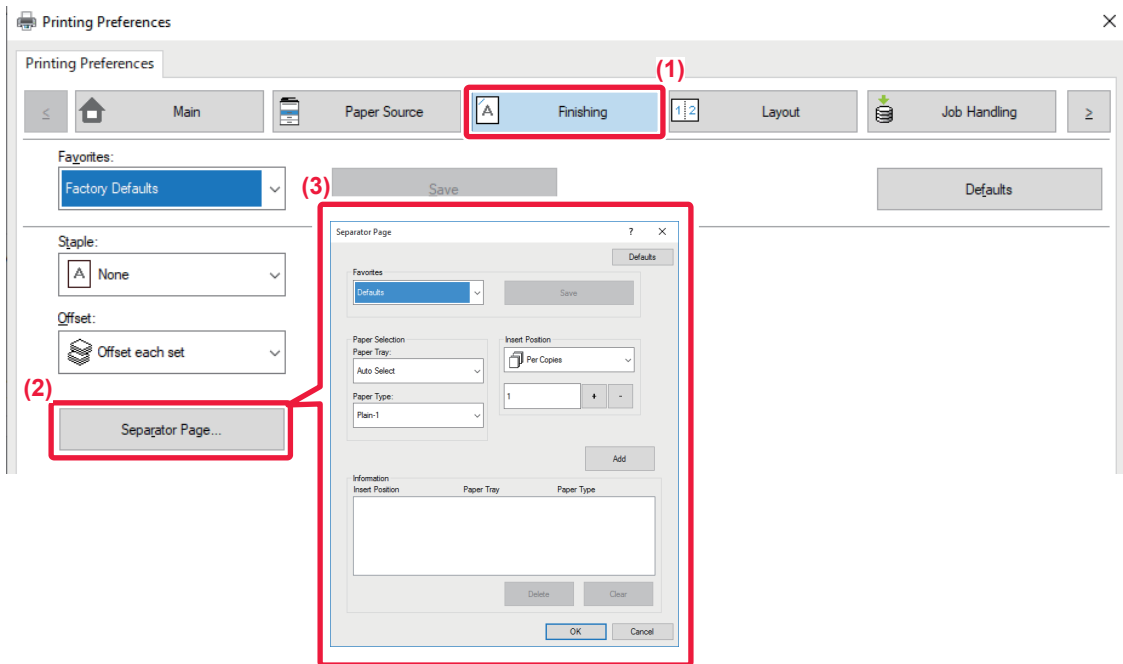 Printing Preferences
Printing Preferences
(1)
≤ Main Paper Source A Finishing 1 2 Layout Job Handling ≥
Favorites:
Factory Defaults
(3)
Save
Defaults
Staple:
A None
Offset:
Offset each set
(2)
Separator Page...
Separator Page ?
Defaults
Favorites
Defaults Save
Paper Selection
Paper Tray:
Auto Select
Paper Type:
Plain-1
Insert Position
Per Copies
1 + -
Add
Information
Insert Position Paper Tray Paper Type
Delete Clear
OK Cancel